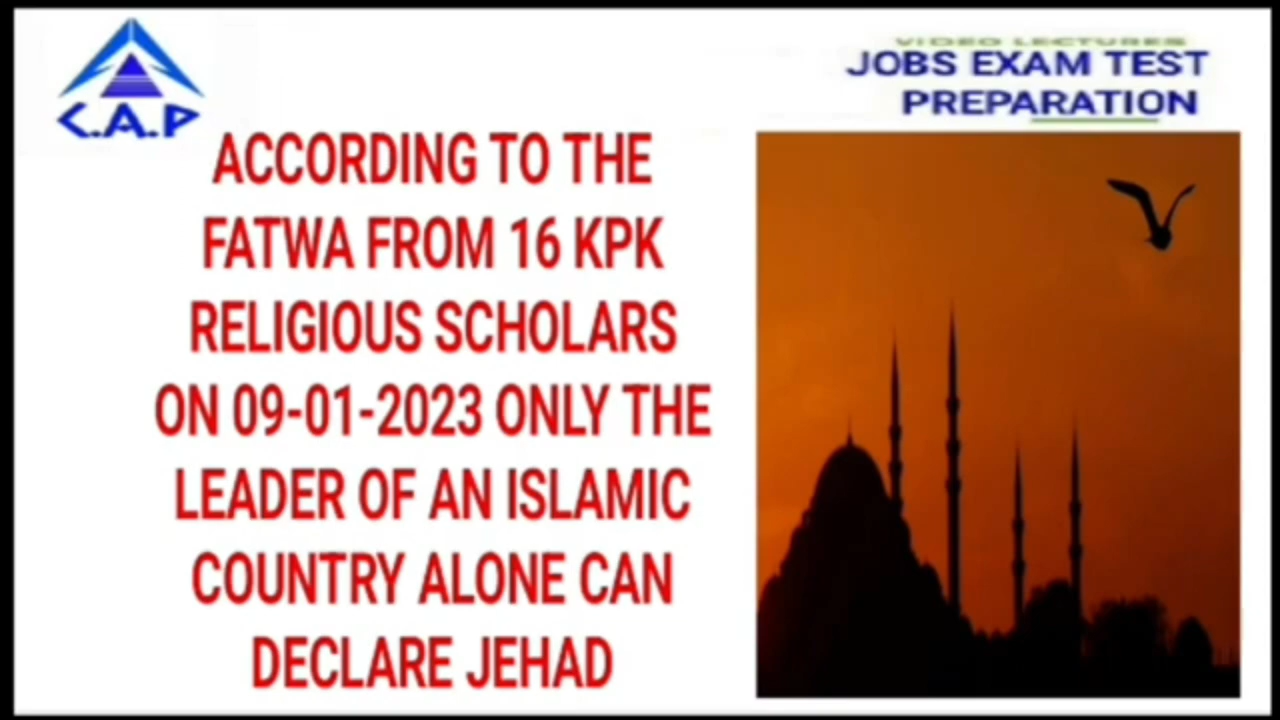 C.A.P
VIDEO LECTURES
JOBS EXAM TEST
PREPARATION
ACCORDING TO THE
FATWA FROM 16 KPK
RELIGIOUS SCHOLARS
ON 09-01-2023 ONLY THE
LEADER OF AN ISLAMIC
COUNTRY ALONE CAN
DECLARE JEHAD